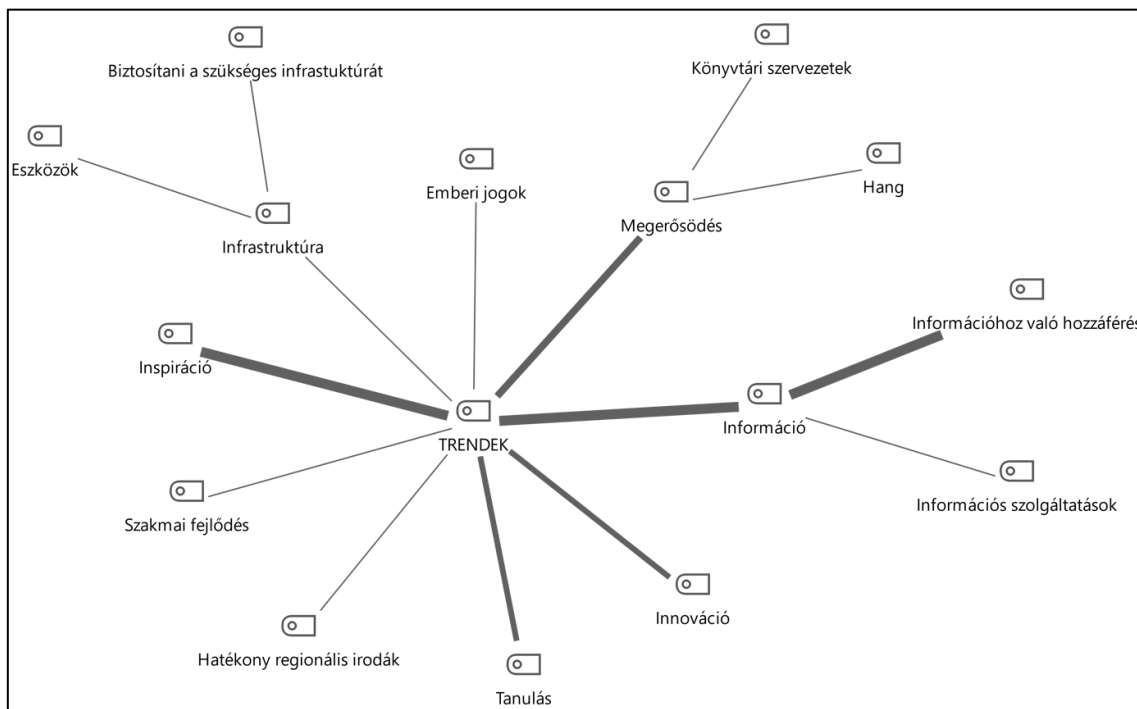 Biztosítani a szükséges infrastuktúrát
Könyvtári szervezetek
Eszközök
Emberi jogok
Hang
Megerősödés
Infrastruktúra
Információhoz való hozzáférés
Inspiráció
Információ
TRENDEK
Információs szolgáltatások
Szakmai fejlődés
Innováció
Hatékony regionális irodák
Tanulás